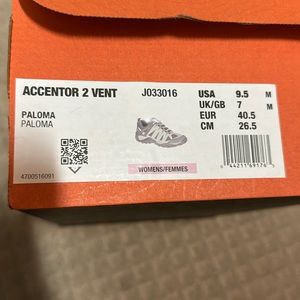 ACCENTOR 2 VENT J033016
PALOMA
PALOMA
4700516091
WOMENS/FEMMES
USA 9.5 M
UK/GB 7 M
EUR 40.5
CM 26.5